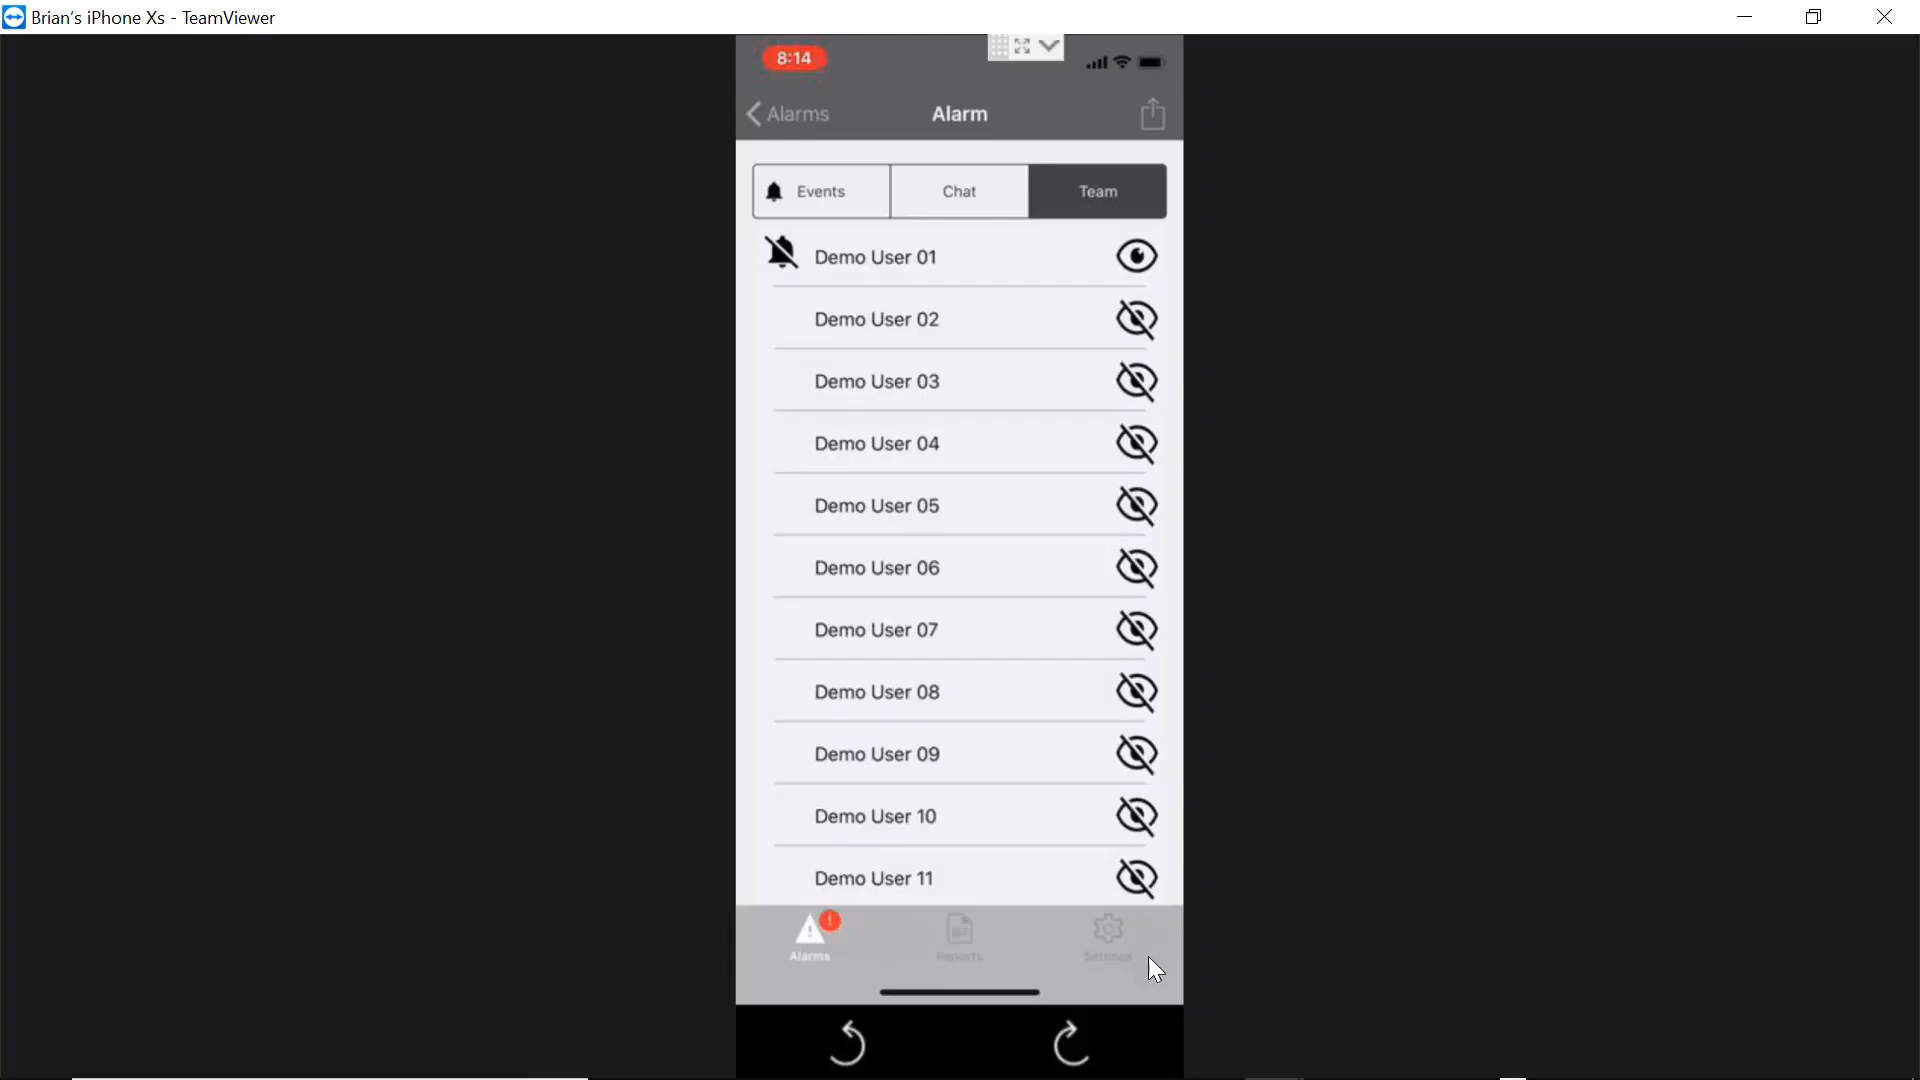 Brian's iPhone Xs - TeamViewer
8:14
Alarms
Alarm
Events
Chat
Team
Demo User 01
Demo User 02
Demo User 03
Demo User 04
Demo User 05
Demo User 06
Demo User 07
Demo User 08
Demo User 09
Demo User 10
Demo User 11
Alarms
Reports
Settings